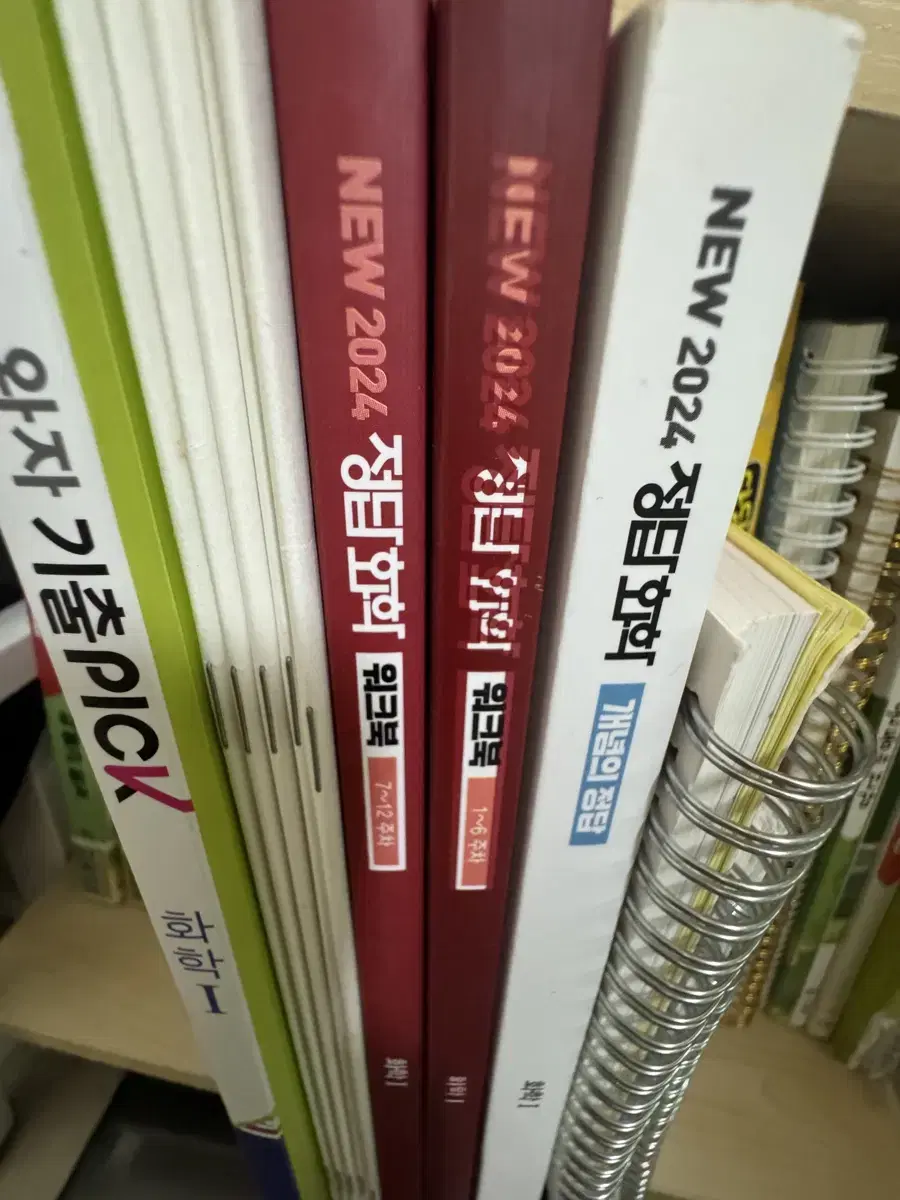 완자 기출PICK 화학 I
NEW 2024 정답화학 워크북 7~12 주차 화학 I
NEW 2024 정답화학 워크북 1~6 주차 화학 I
NEW 2024 정답화학 개념의 정답 화학 I